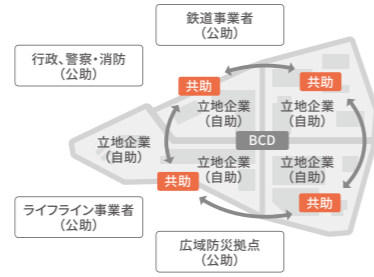 鉄道事業者
（公助）
行政、警察・消防
（公助）
共助
共助
立地企業
（自助）
立地企業
（自助）
立地企業
（自助）
BCD
立地企業
（自助）
立地企業
（自助）
共助
共助
ライフライン事業者
（公助）
広域防災拠点
（公助）